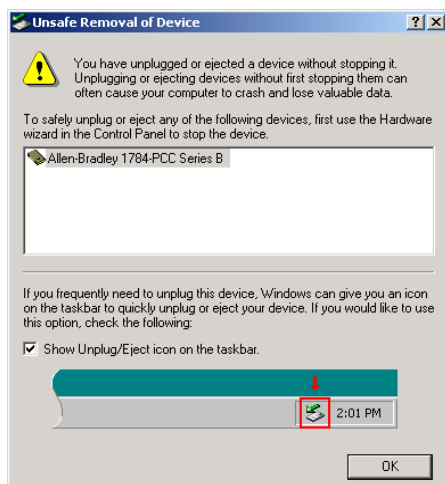 Unsafe Removal of Device
You have unplugged or ejected a device without stopping it.
Unplugging or ejecting devices without first stopping them can
often cause your computer to crash and lose valuable data.
To safely unplug or eject any of the following devices, first use the Hardware
wizard in the Control Panel to stop the device.
Allen-Bradley 1784-PCC Series B
If you frequently need to unplug this device, Windows can give you an icon
on the taskbar to quickly unplug or eject your device. If you would like to use
this option, check the following:
Show Unplug/Eject icon on the taskbar.
2:01 PM
OK